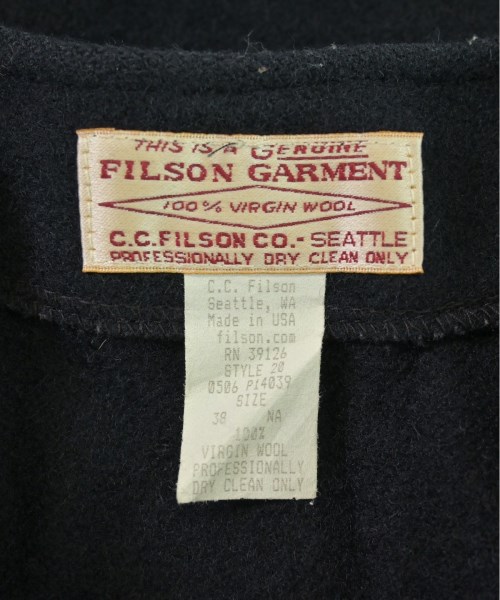 THIS IS A GENUINE
FILSON GARMENT
100% VIRGIN WOOL
C.C.FILSON CO.- SEATTLE
PROFESSIONALLY DRY CLEAN ONLY
C.C. Filson
Seattle, WA
Made in USA
filson.com
RN 39126
STYLE 20
0506 P14039
SIZE
38 NA
100%
VIRGIN WOOL
PROFESSIONALLY
DRY CLEAN ONLY